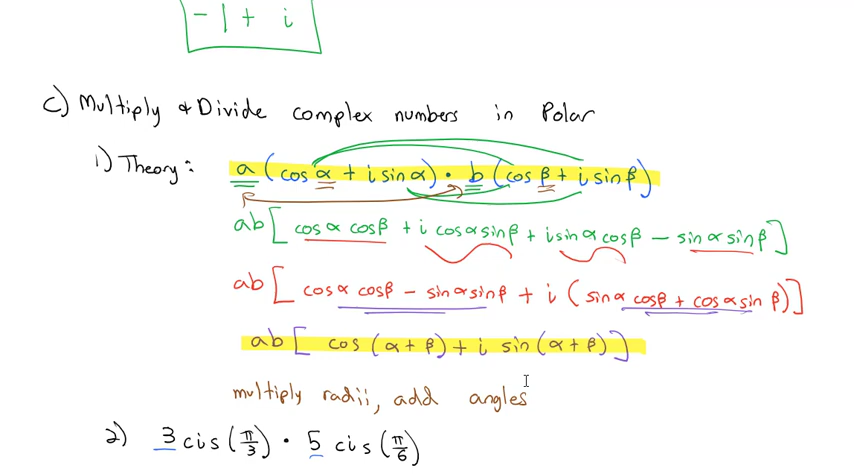 -1 + i
c) Multiply & Divide complex numbers in Polar
1) Theory: a (cos α + i sin α) • b (cos β + i sin β)
ab [ cos α cos β + i cos α sin β + i sin α cos β − sin α sin β ]
ab [ cos α cos β − sin α sin β + i (sin α cos β + cos α sin β) ]
ab [ cos (α + β) + i sin (α + β) ]
multiply radii, add angles
2) 3 cis (π/3) • 5 cis (π/6)